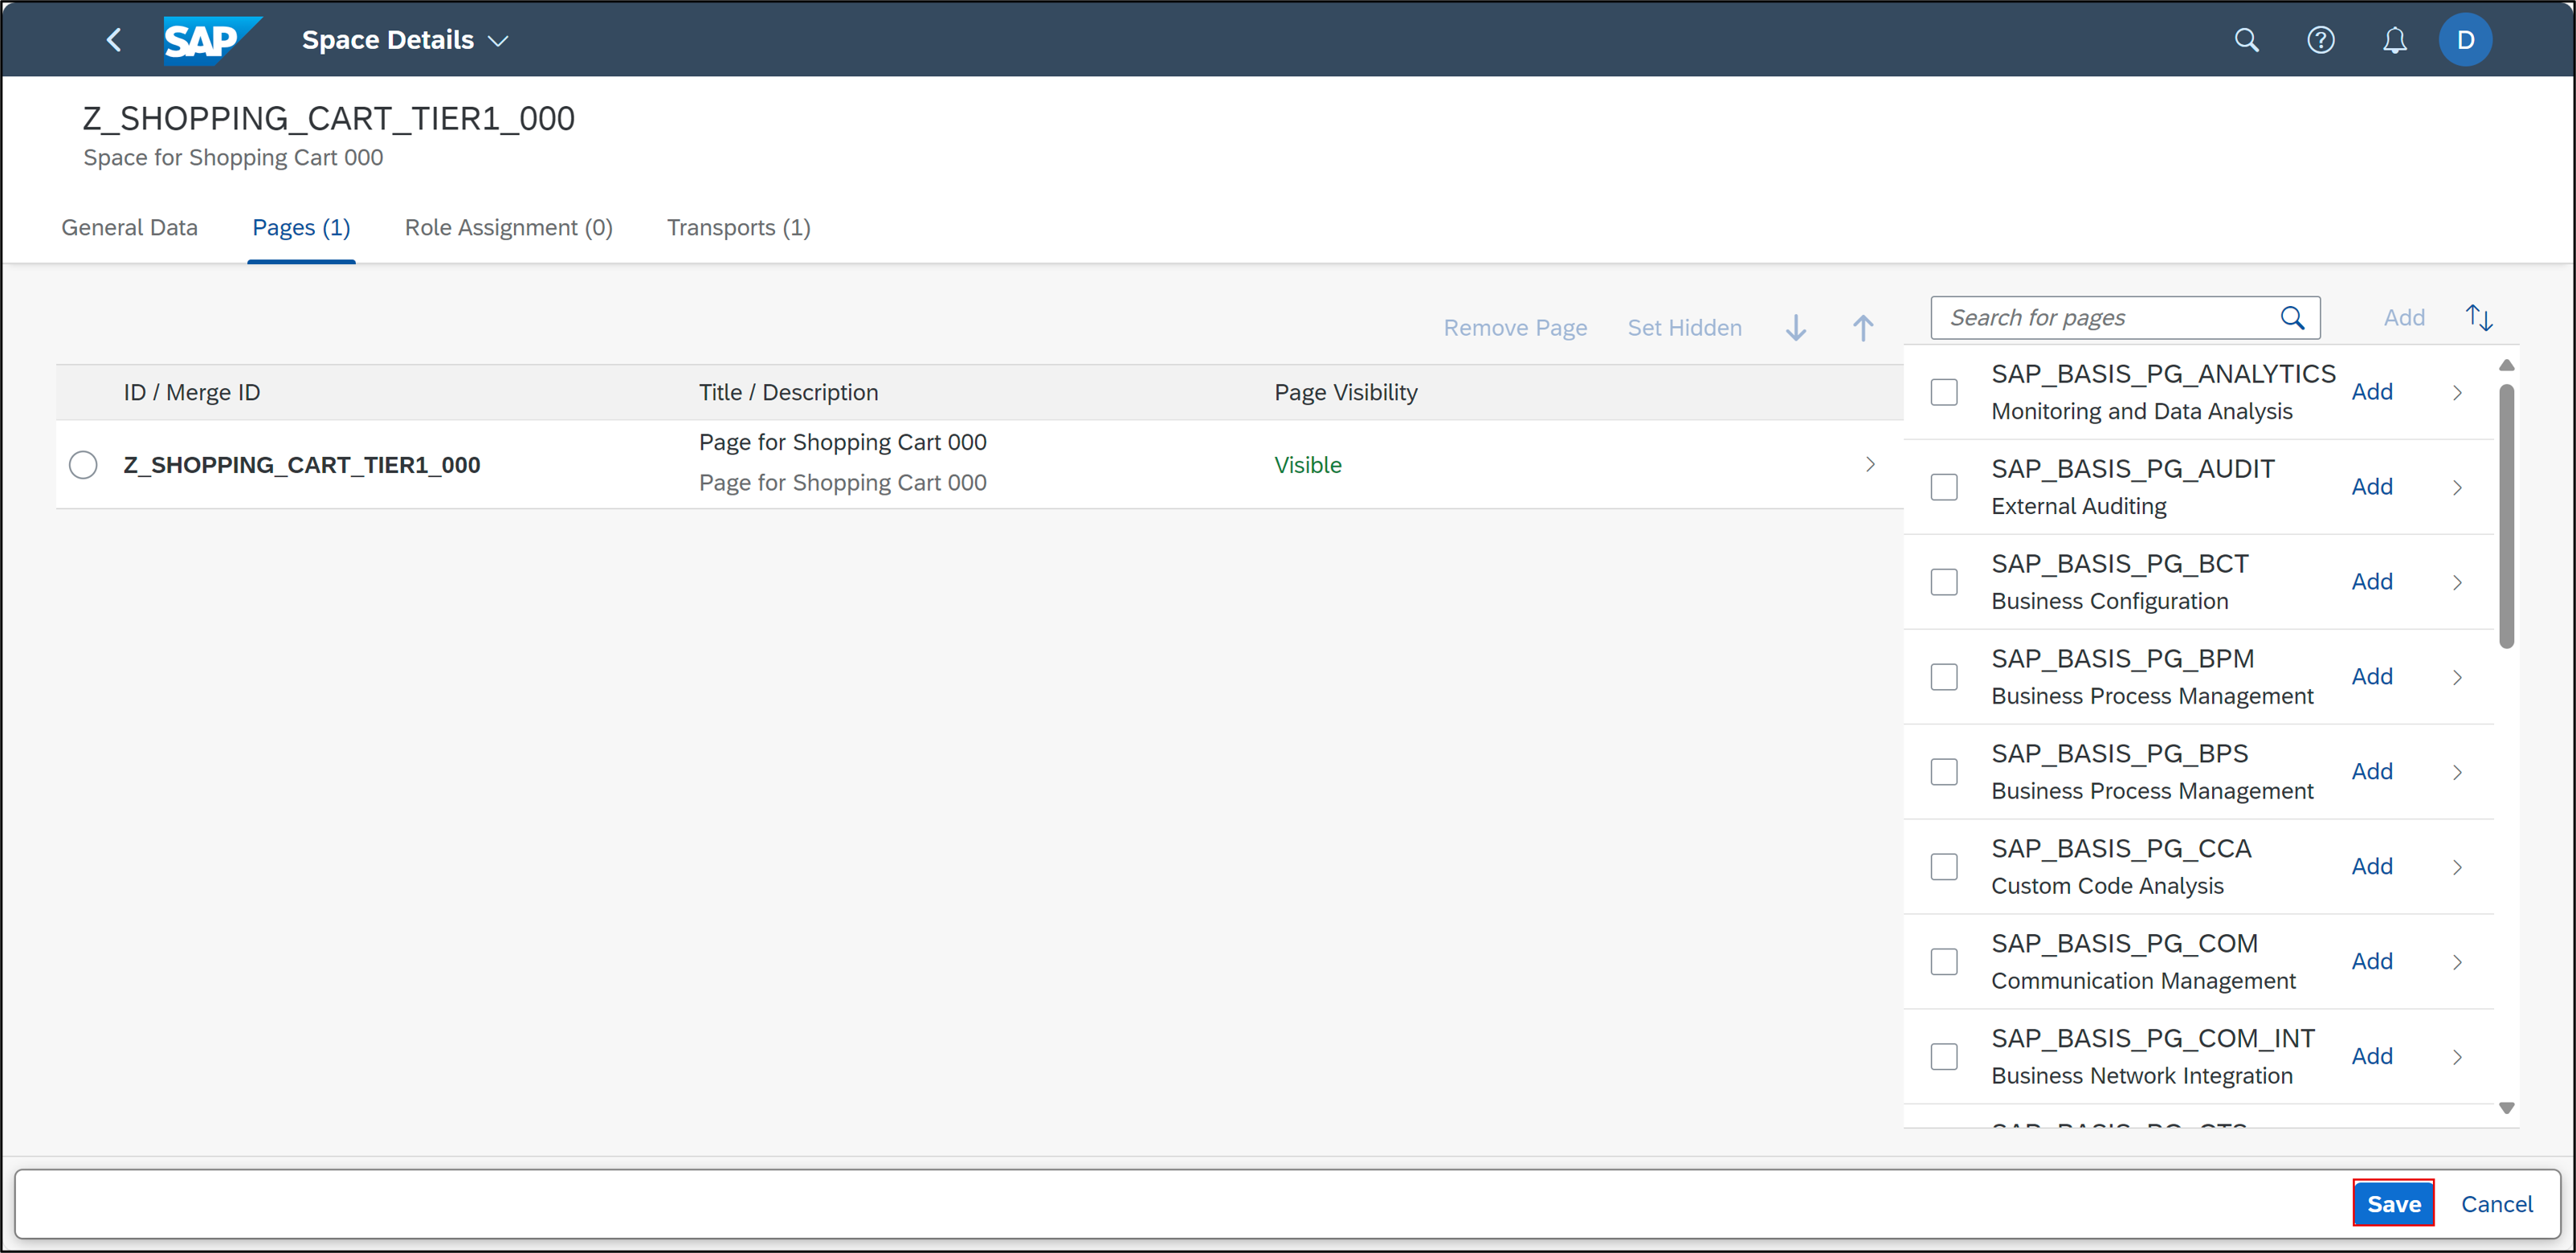 SAP Space Details D
Z_SHOPPING_CART_TIER1_000
Space for Shopping Cart 000
General Data Pages (1) Role Assignment (0) Transports (1)
Remove Page Set Hidden
Search for pages Add
ID / Merge ID Title / Description Page Visibility
Z_SHOPPING_CART_TIER1_000 Page for Shopping Cart 000 Visible
Page for Shopping Cart 000
SAP_BASIS_PG_ANALYTICS Add
Monitoring and Data Analysis
SAP_BASIS_PG_AUDIT Add
External Auditing
SAP_BASIS_PG_BCT Add
Business Configuration
SAP_BASIS_PG_BPM Add
Business Process Management
SAP_BASIS_PG_BPS Add
Business Process Management
SAP_BASIS_PG_CCA Add
Custom Code Analysis
SAP_BASIS_PG_COM Add
Communication Management
SAP_BASIS_PG_COM_INT Add
Business Network Integration
Save Cancel